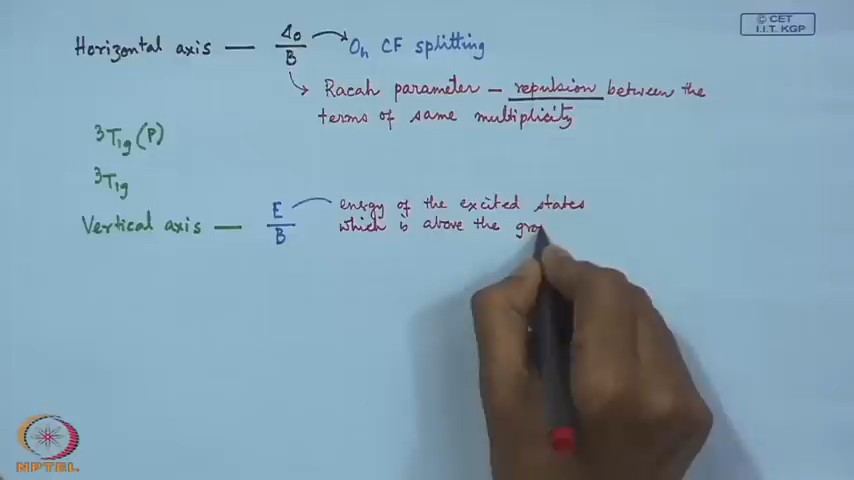 © CET
I.I.T. KGP
Horizontal axis — Δo/B Oh CF splitting
Racah parameter — repulsion between the
terms of same multiplicity
³T₁g (P)
³T₁g
Vertical axis — E/B energy of the excited states
which is above the
NPTEL